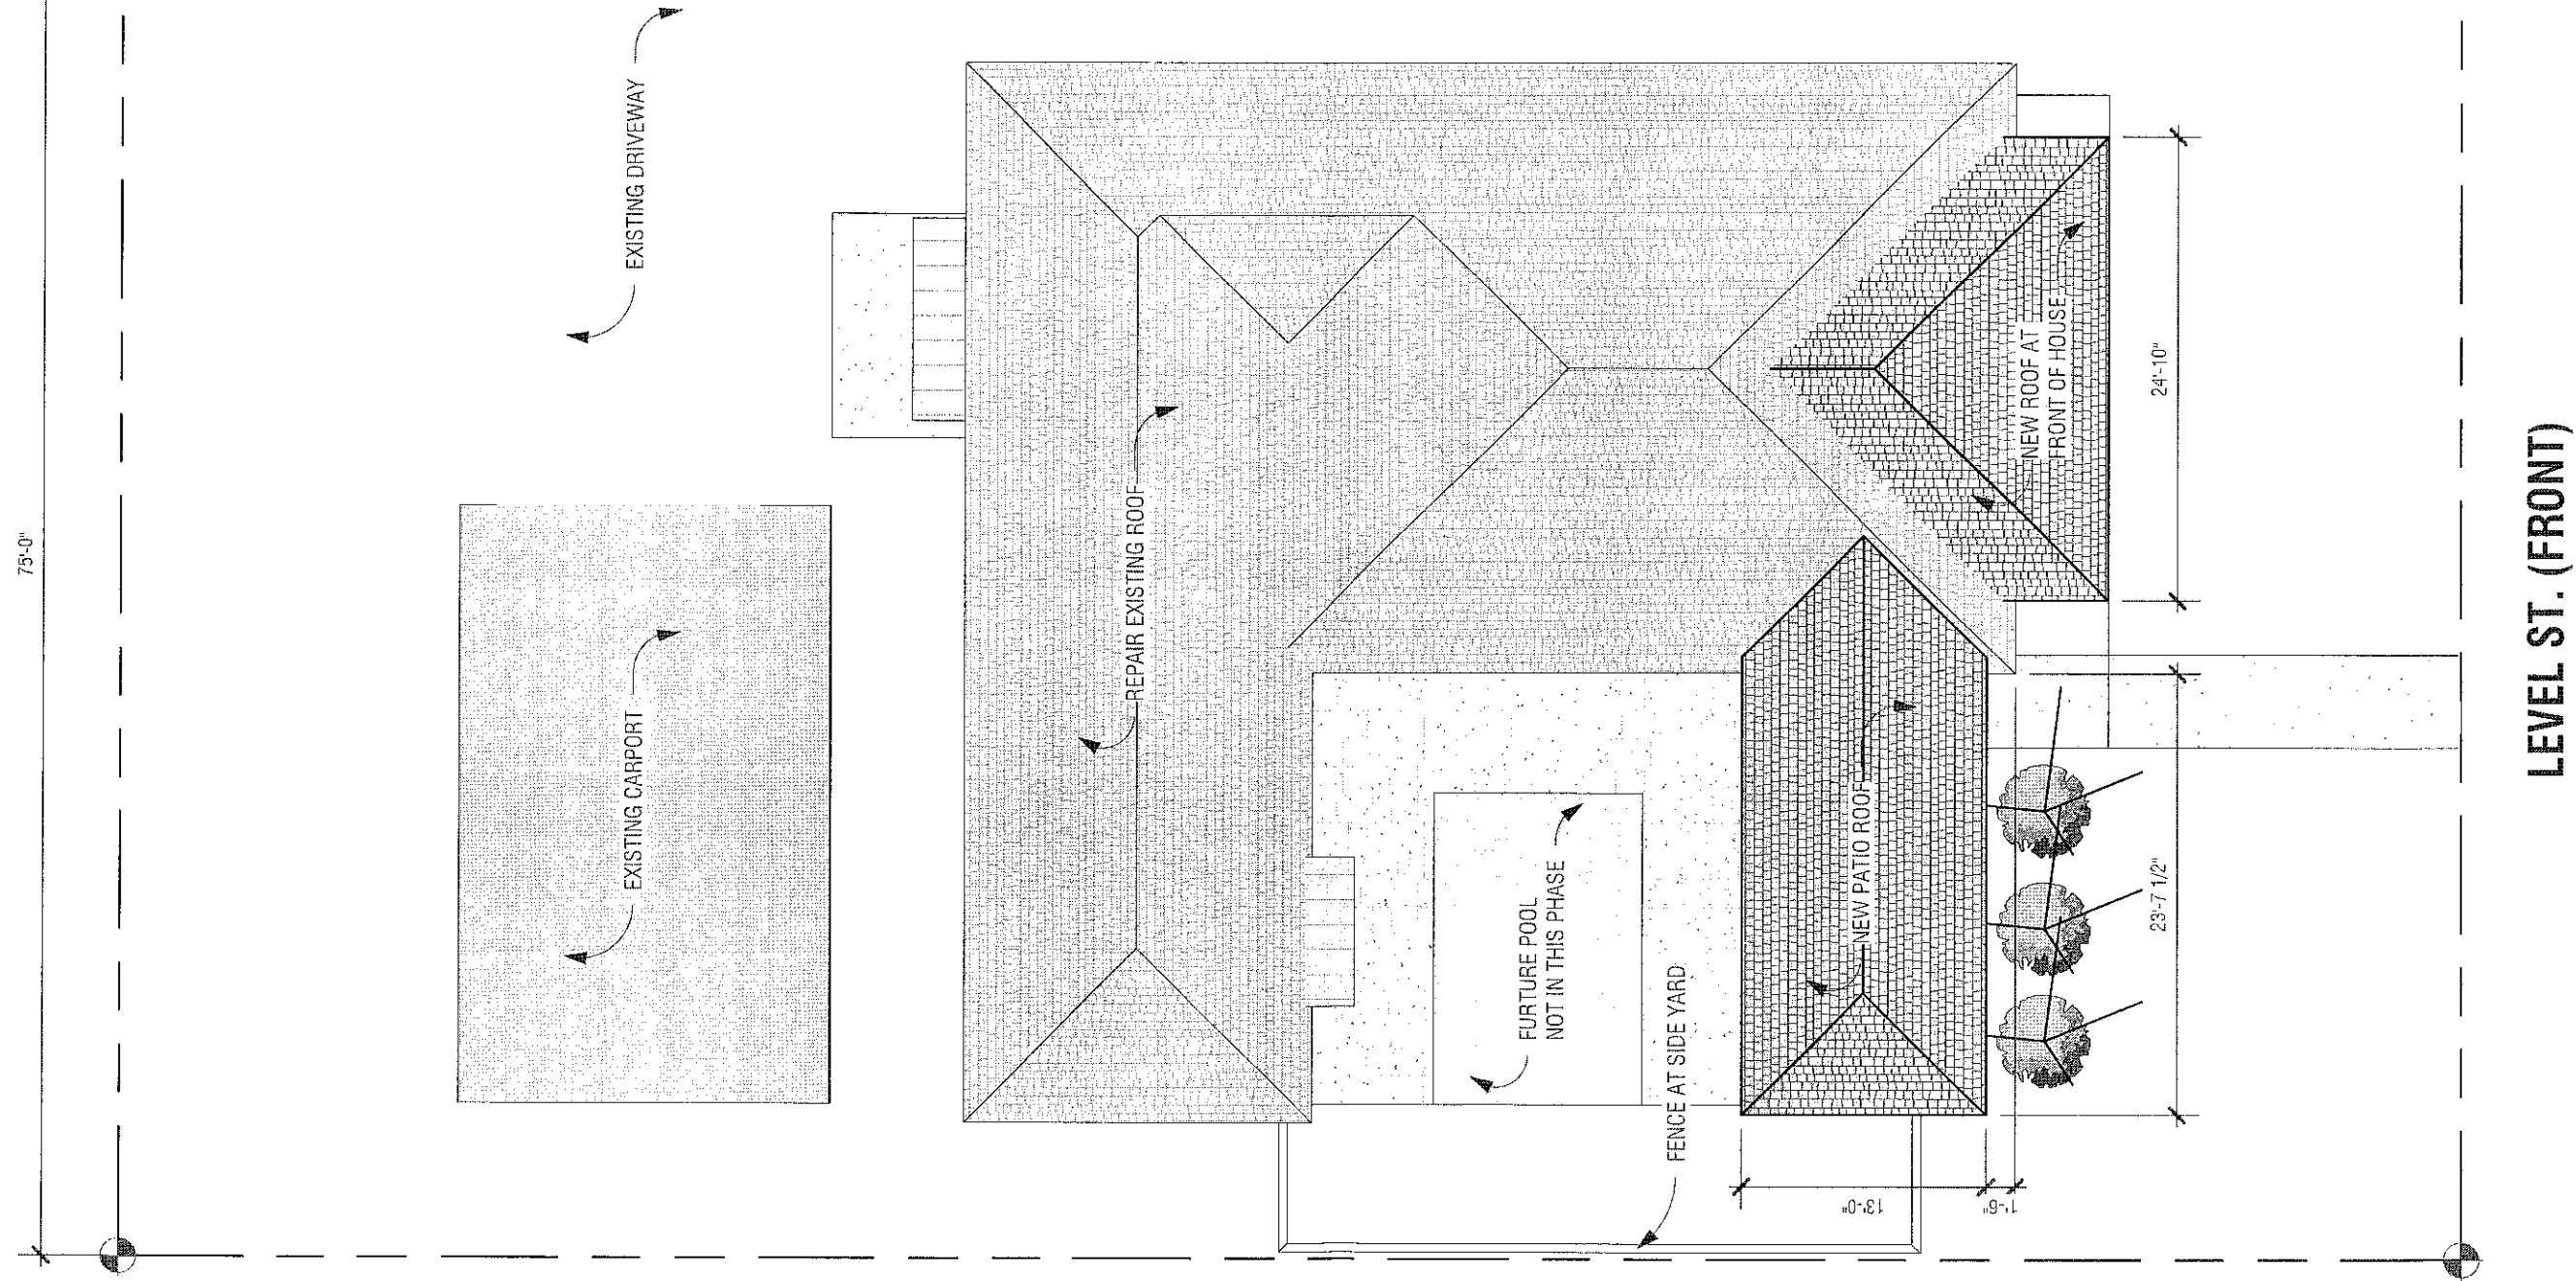 75'-0"
EXISTING DRIVEWAY
EXISTING CARPORT
REPAIR EXISTING ROOF
NEW ROOF AT
FRONT OF HOUSE
24'-10"
FURTURE POOL
NOT IN THIS PHASE
NEW PATIO ROOF
FENCE AT SIDE YARD
23'-7 1/2"
13'-0"
1'-6"
LEVEL ST. (FRONT)